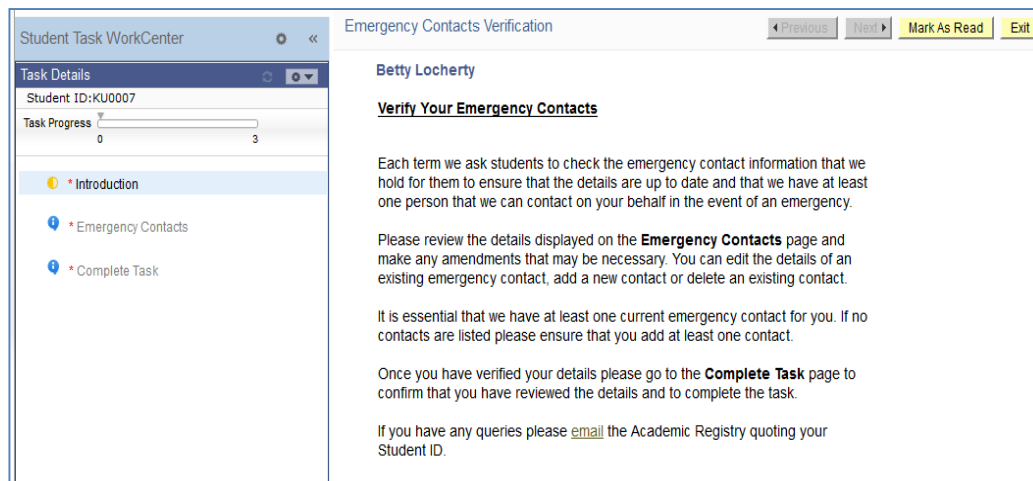 Student Task WorkCenter
«
Task Details
Student ID:KU0007
Task Progress
0 3
* Introduction
* Emergency Contacts
* Complete Task
Emergency Contacts Verification
Previous Next Mark As Read Exit
Betty Locherty
Verify Your Emergency Contacts
Each term we ask students to check the emergency contact information that we
hold for them to ensure that the details are up to date and that we have at least
one person that we can contact on your behalf in the event of an emergency.
Please review the details displayed on the Emergency Contacts page and
make any amendments that may be necessary. You can edit the details of an
existing emergency contact, add a new contact or delete an existing contact.
It is essential that we have at least one current emergency contact for you. If no
contacts are listed please ensure that you add at least one contact.
Once you have verified your details please go to the Complete Task page to
confirm that you have reviewed the details and to complete the task.
If you have any queries please email the Academic Registry quoting your
Student ID.